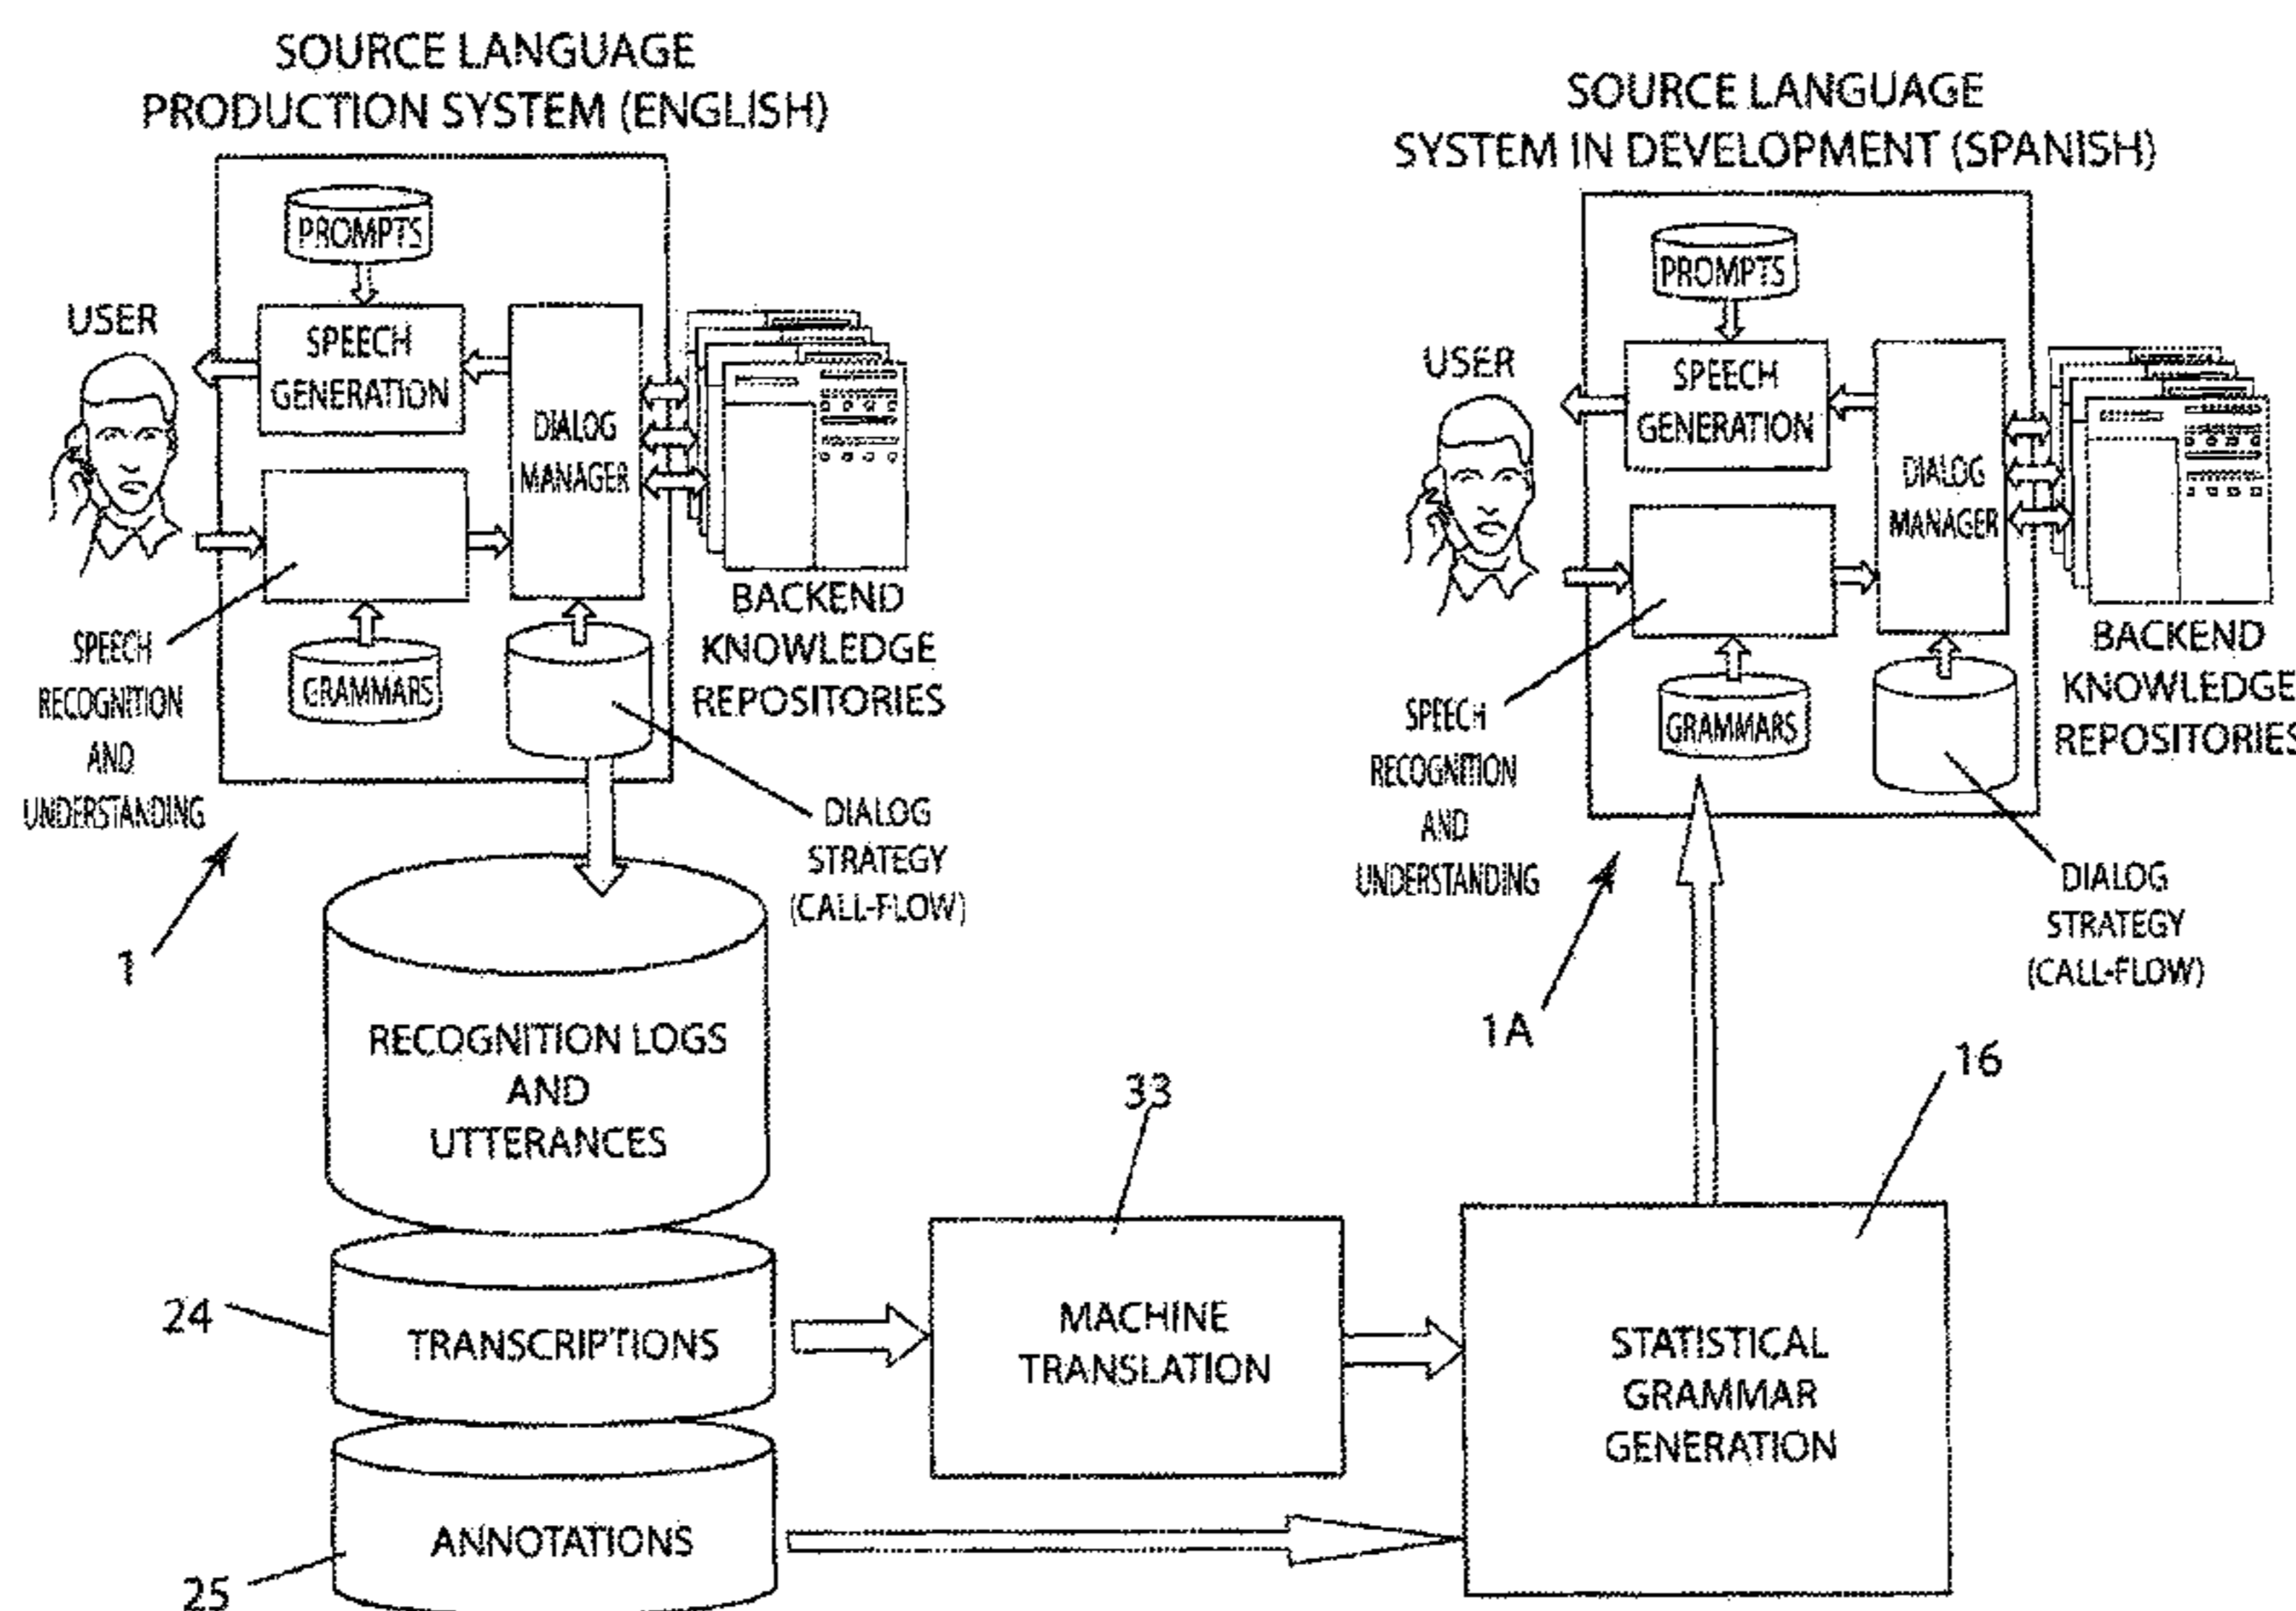 SOURCE LANGUAGE
PRODUCTION SYSTEM (ENGLISH)
PROMPTS
USER
SPEECH
GENERATION
DIALOG
MANAGER
BACKEND
KNOWLEDGE
REPOSITORIES
SPEECH
RECOGNITION
AND
UNDERSTANDING
GRAMMARS
DIALOG
STRATEGY
(CALL-FLOW)
1
SOURCE LANGUAGE
SYSTEM IN DEVELOPMENT (SPANISH)
PROMPTS
USER
SPEECH
GENERATION
DIALOG
MANAGER
BACKEND
KNOWLEDGE
REPOSITORIES
SPEECH
RECOGNITION
AND
UNDERSTANDING
GRAMMARS
DIALOG
STRATEGY
(CALL-FLOW)
1A
RECOGNITION LOGS
AND
UTTERANCES
24
TRANSCRIPTIONS
25
ANNOTATIONS
33
MACHINE
TRANSLATION
16
STATISTICAL
GRAMMAR
GENERATION